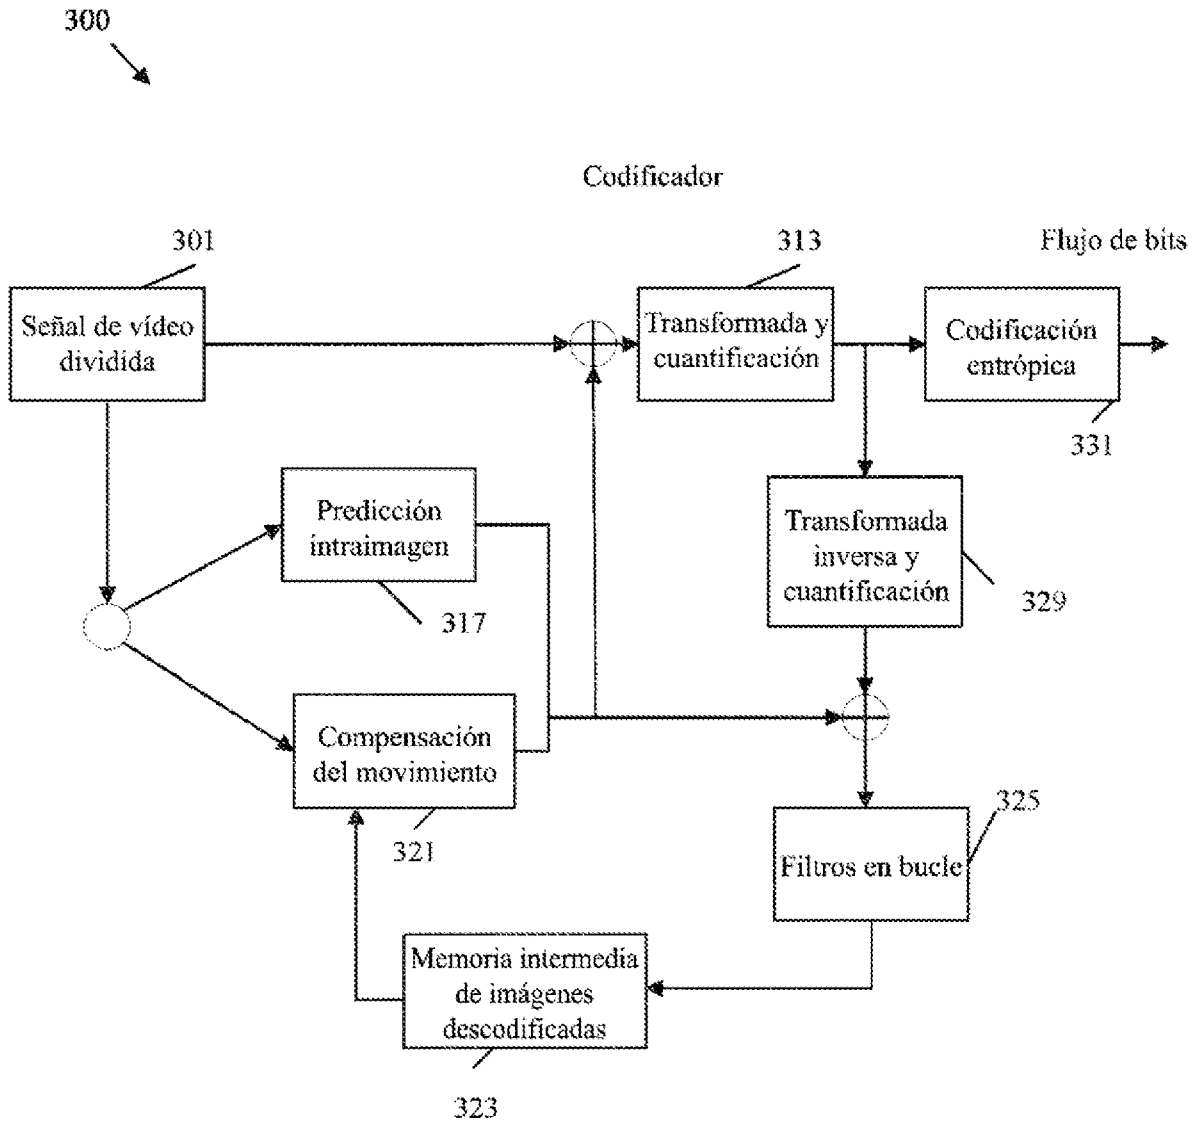 300
Codificador
301
313
Flujo de bits
Señal de vídeo
dividida
Transformada y
cuantificación
Codificación
entrópica
331
Predicción
intraimagen
317
Transformada
inversa y
cuantificación
329
Compensación
del movimiento
321
325
Filtros en bucle
Memoria intermedia
de imágenes
descodificadas
323